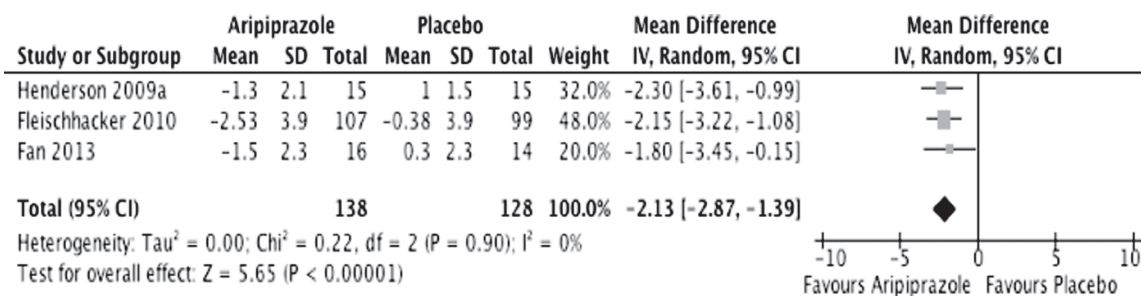 Aripiprazole Placebo Mean Difference Mean Difference
Study or Subgroup Mean SD Total Mean SD Total Weight IV, Random, 95% CI IV, Random, 95% CI
Henderson 2009a -1.3 2.1 15 1 1.5 15 32.0% -2.30 [-3.61, -0.99]
Fleischhacker 2010 -2.53 3.9 107 -0.38 3.9 99 48.0% -2.15 [-3.22, -1.08]
Fan 2013 -1.5 2.3 16 0.3 2.3 14 20.0% -1.80 [-3.45, -0.15]
Total (95% CI) 138 128 100.0% -2.13 [-2.87, -1.39]
Heterogeneity: Tau² = 0.00; Chi² = 0.22, df = 2 (P = 0.90); I² = 0%
Test for overall effect: Z = 5.65 (P < 0.00001)
-10 -5 0 5 10
Favours Aripiprazole Favours Placebo